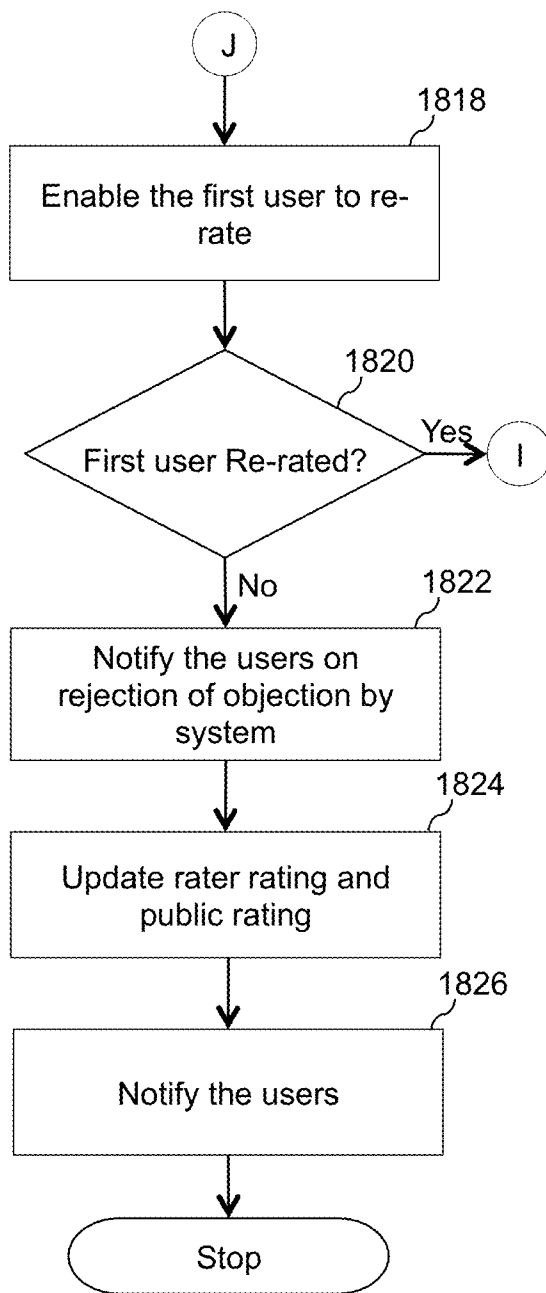 J
1818
Enable the first user to re-
rate
1820
First user Re-rated?
Yes
I
No
1822
Notify the users on
rejection of objection by
system
1824
Update rater rating and
public rating
1826
Notify the users
Stop